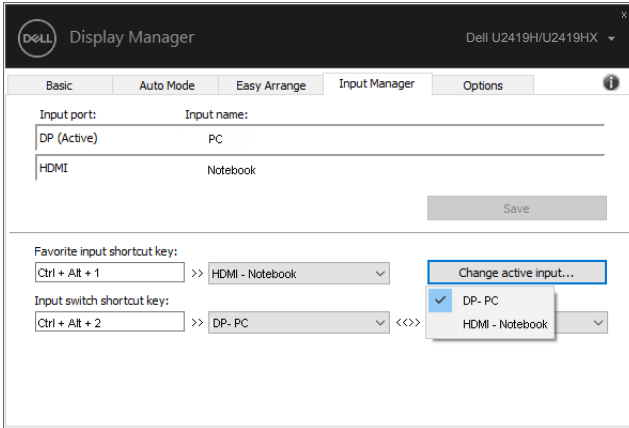 DELL Display Manager Dell U2419H/U2419HX
x
Basic Auto Mode Easy Arrange Input Manager Options i
Input port: Input name:
DP (Active) PC
HDMI Notebook
Save
Favorite input shortcut key:
Ctrl + Alt + 1 >> HDMI - Notebook Change active input...
Input switch shortcut key:
DP- PC
Ctrl + Alt + 2 >> DP- PC <<>>
HDMI - Notebook